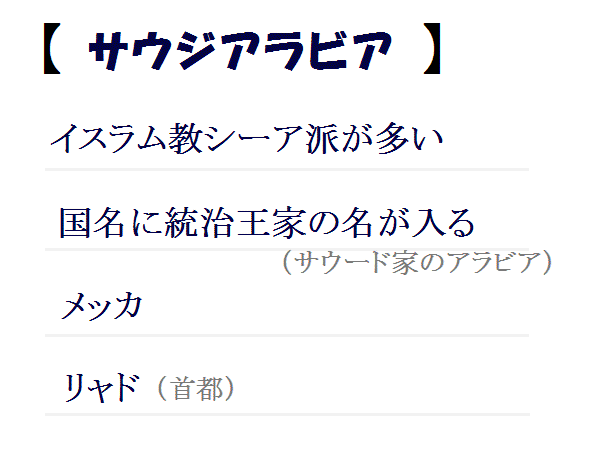 【 サウジアラビア 】
イスラム教シーア派が多い
国名に統治王家の名が入る
（サウード家のアラビア）
メッカ
リャド（首都）